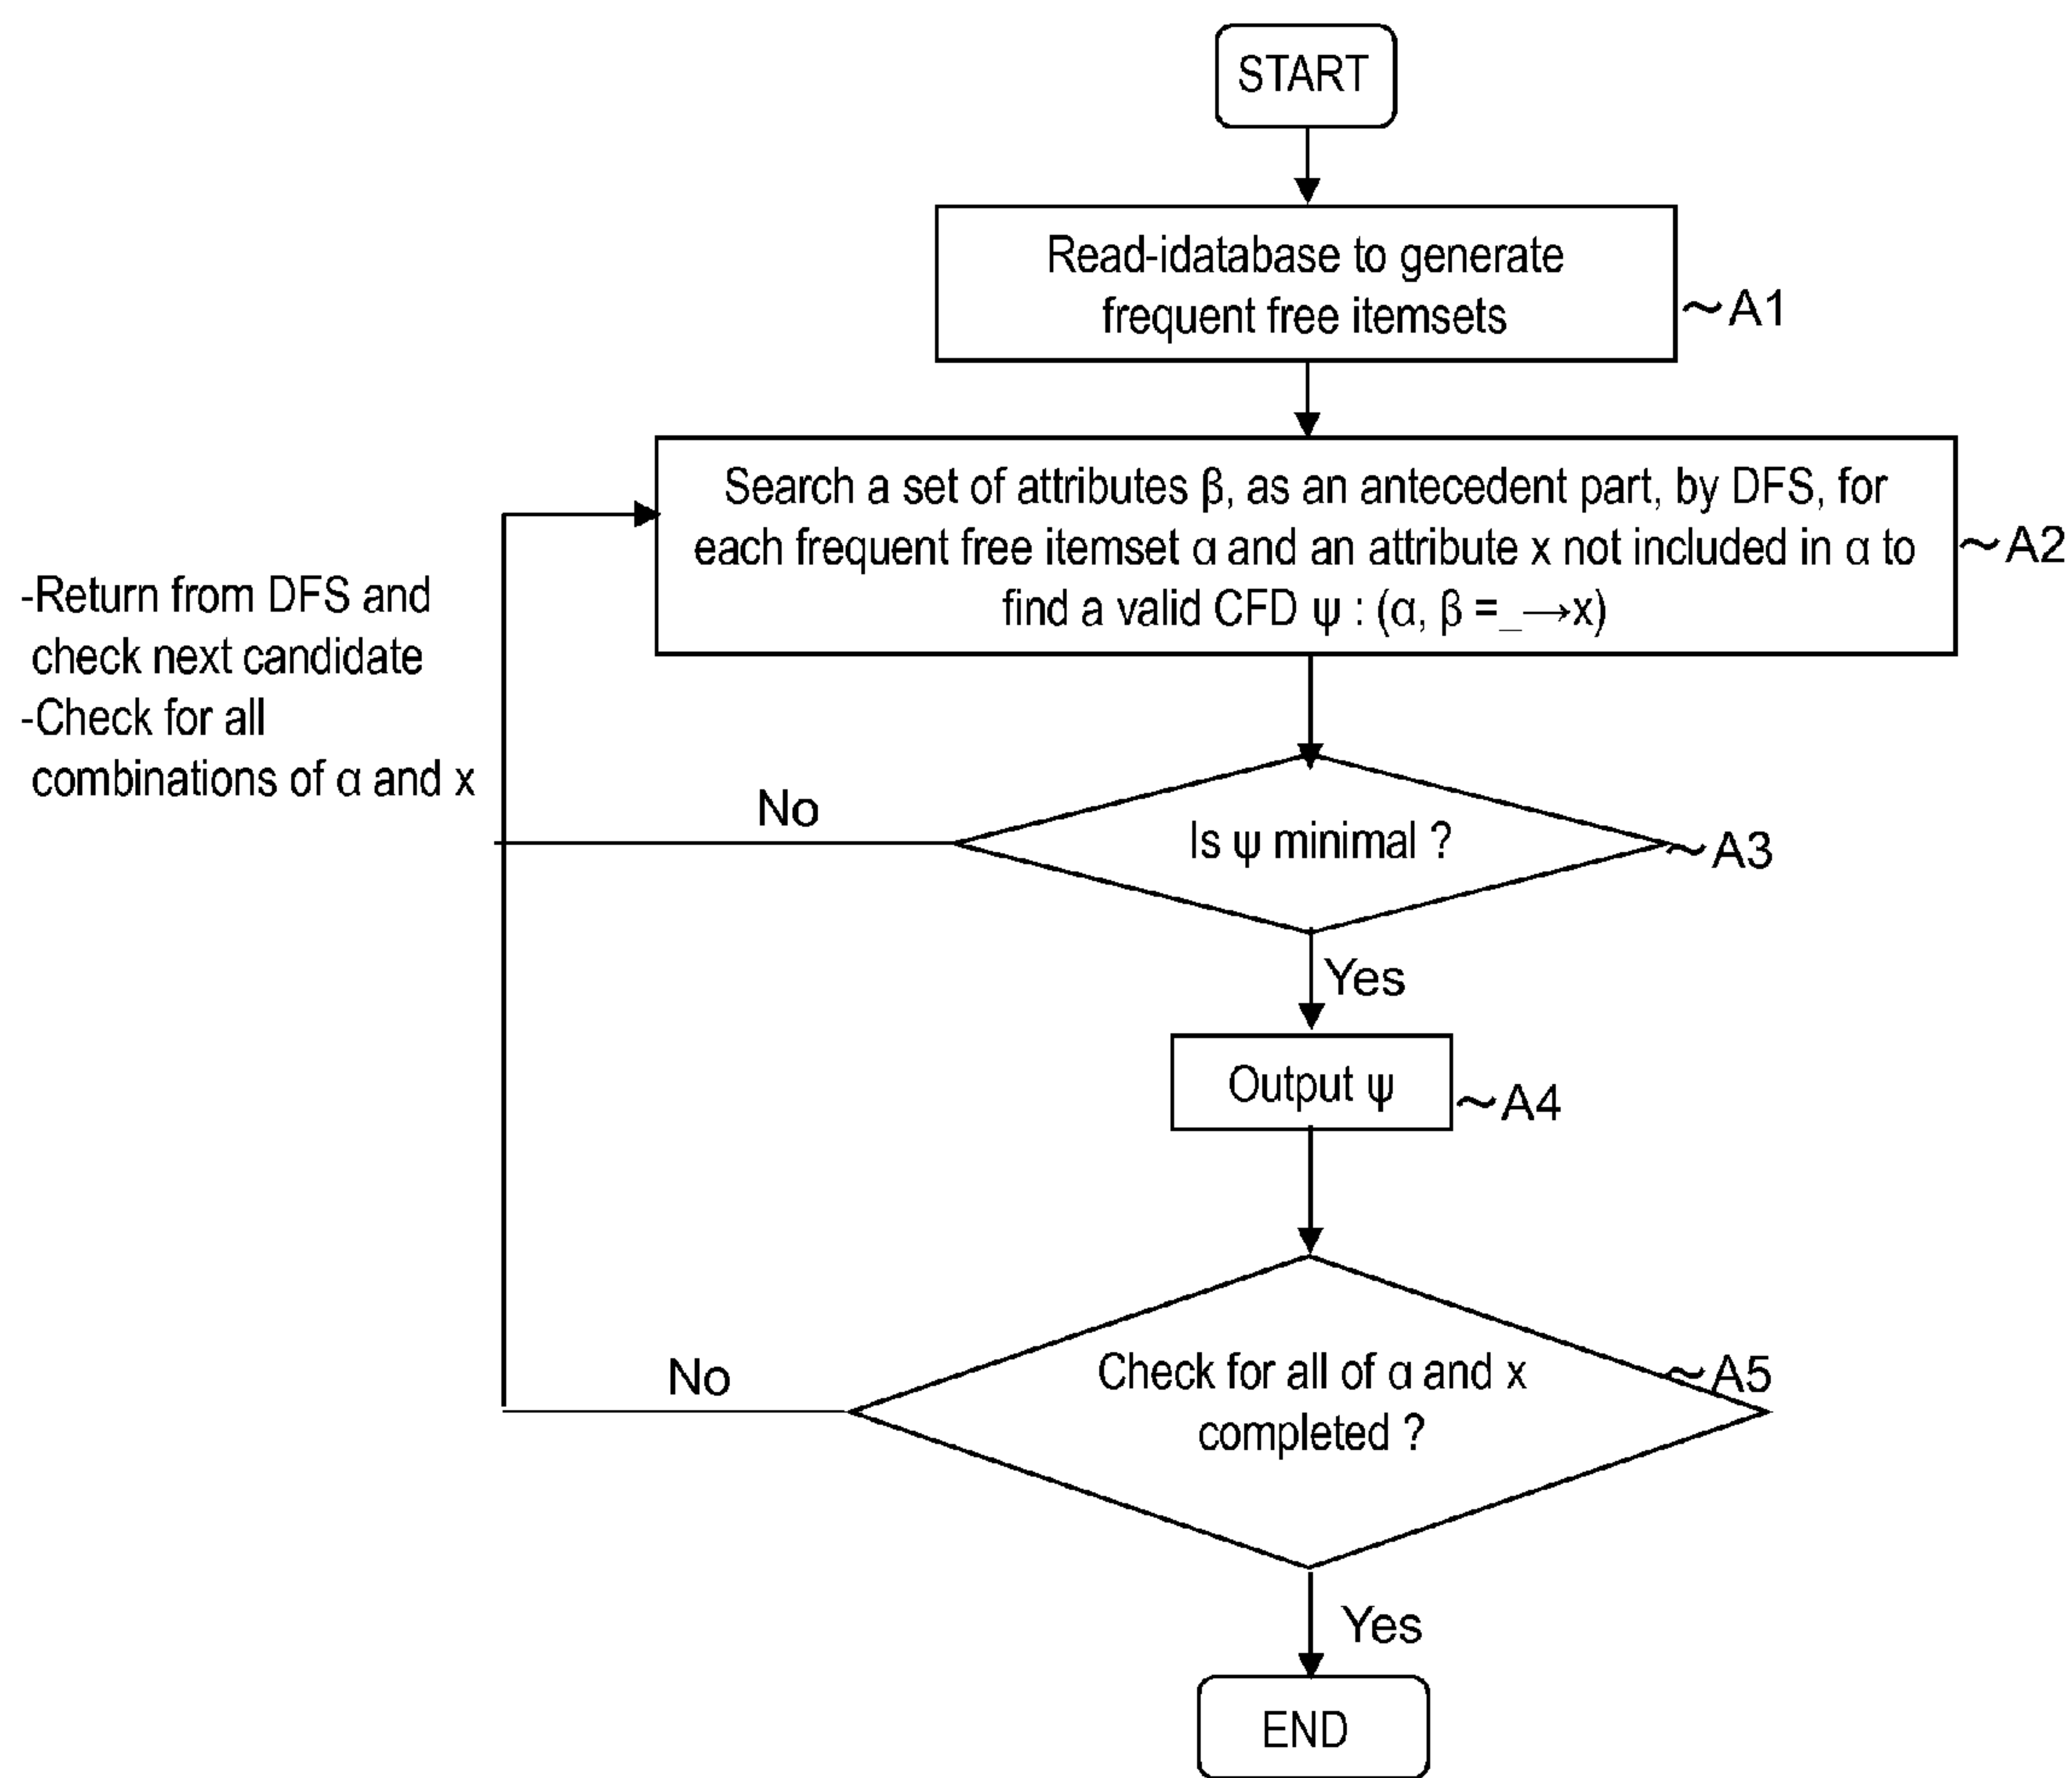 START
Read-idatabase to generate
frequent free itemsets
~A1
Search a set of attributes β, as an antecedent part, by DFS, for
each frequent free itemset α and an attribute x not included in α to
find a valid CFD ψ : (α, β =_→x)
~A2
-Return from DFS and
check next candidate
-Check for all
combinations of α and x
No
Is ψ minimal ?
~A3
Yes
Output ψ
~A4
No
Check for all of α and x
completed ?
~A5
Yes
END